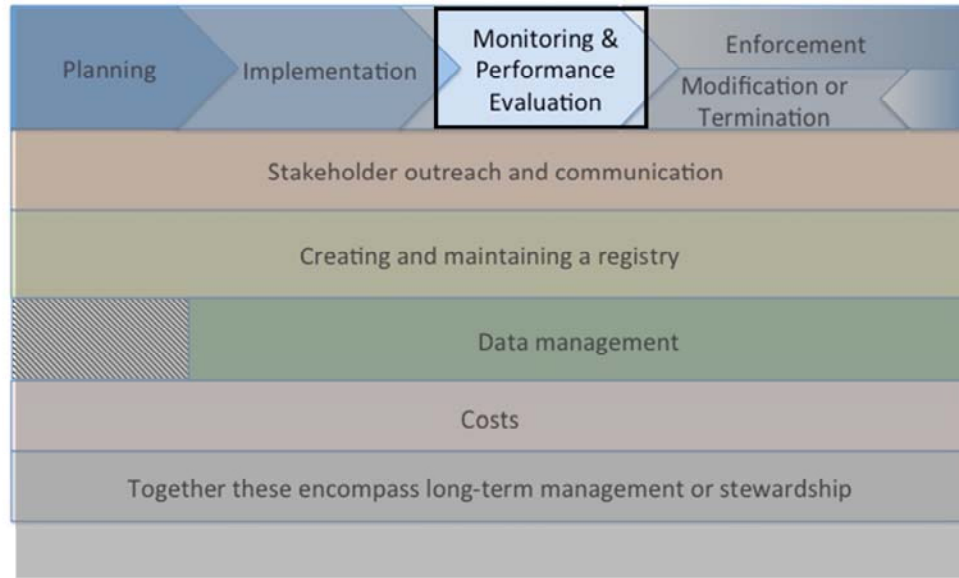 Planning
Implementation
Monitoring &
Performance
Evaluation
Enforcement
Modification or
Termination
Stakeholder outreach and communication
Creating and maintaining a registry
Data management
Costs
Together these encompass long-term management or stewardship